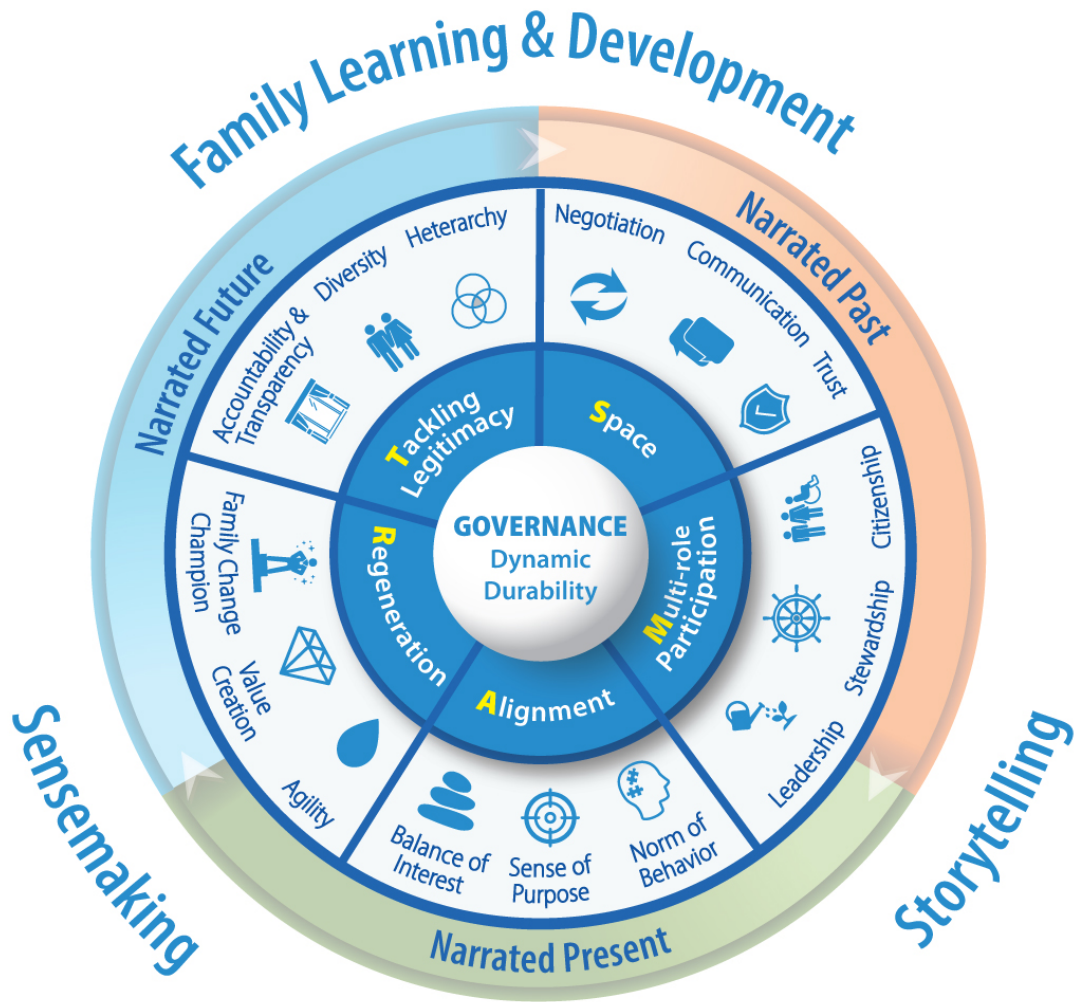 Family Learning & Development
Narrated Future
Narrated Past
Heterarchy
Diversity
Accountability &
Transparency
Negotiation
Communication
Trust
Tackling
Legitimacy
Space
GOVERNANCE
Dynamic
Durability
Regeneration
Multi-role
Participation
Alignment
Citizenship
Stewardship
Leadership
Family Change
Champion
Value
Creation
Agility
Balance of
Interest
Sense of
Purpose
Norm of
Behavior
Narrated Present
Sensemaking
Storytelling